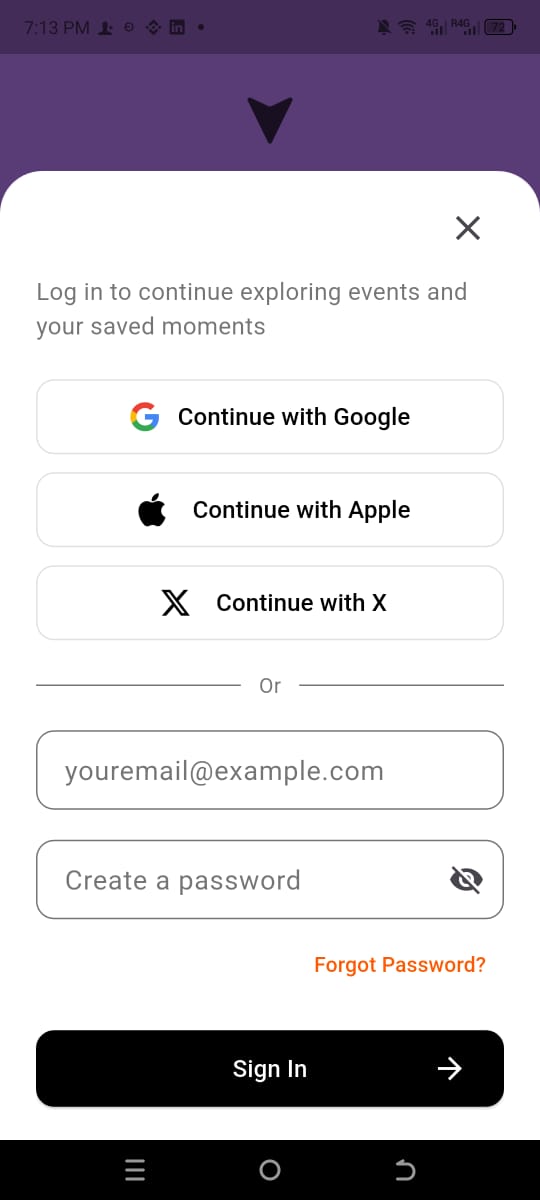 7:13 PM
4G R4G 72
Log in to continue exploring events and
your saved moments
Continue with Google
Continue with Apple
Continue with X
Or
youremail@example.com
Create a password
Forgot Password?
Sign In